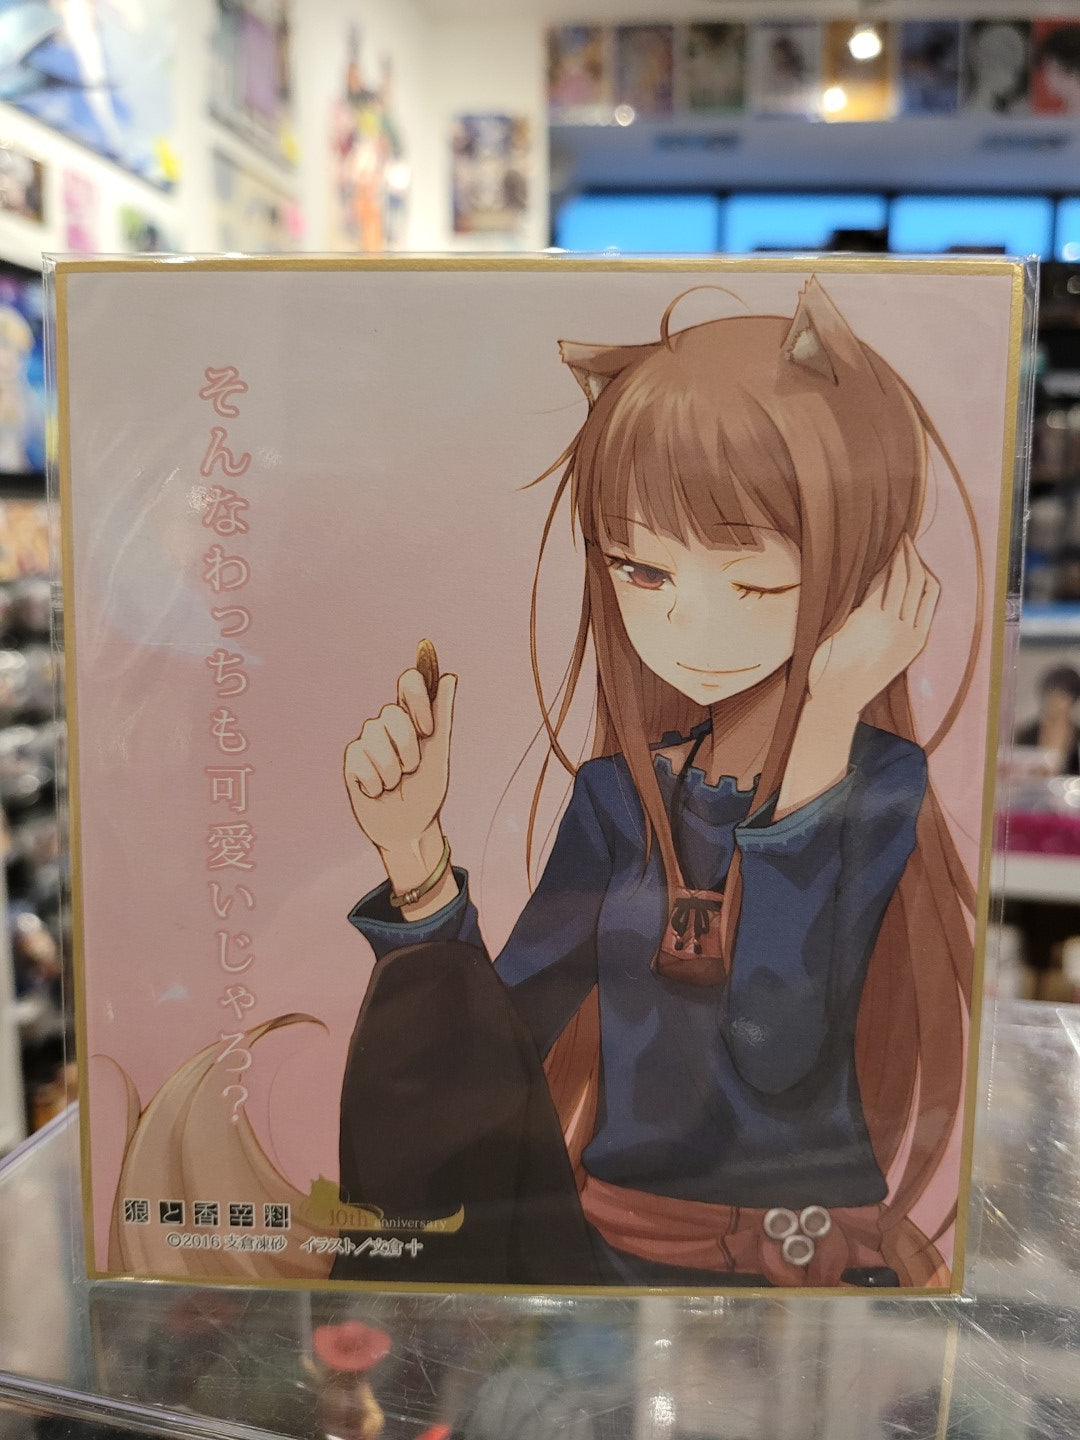 そんなわっちも可愛いじゃろ？
狼と香辛料 10th anniversary
©2016 支倉凍砂 イラスト／文倉 十